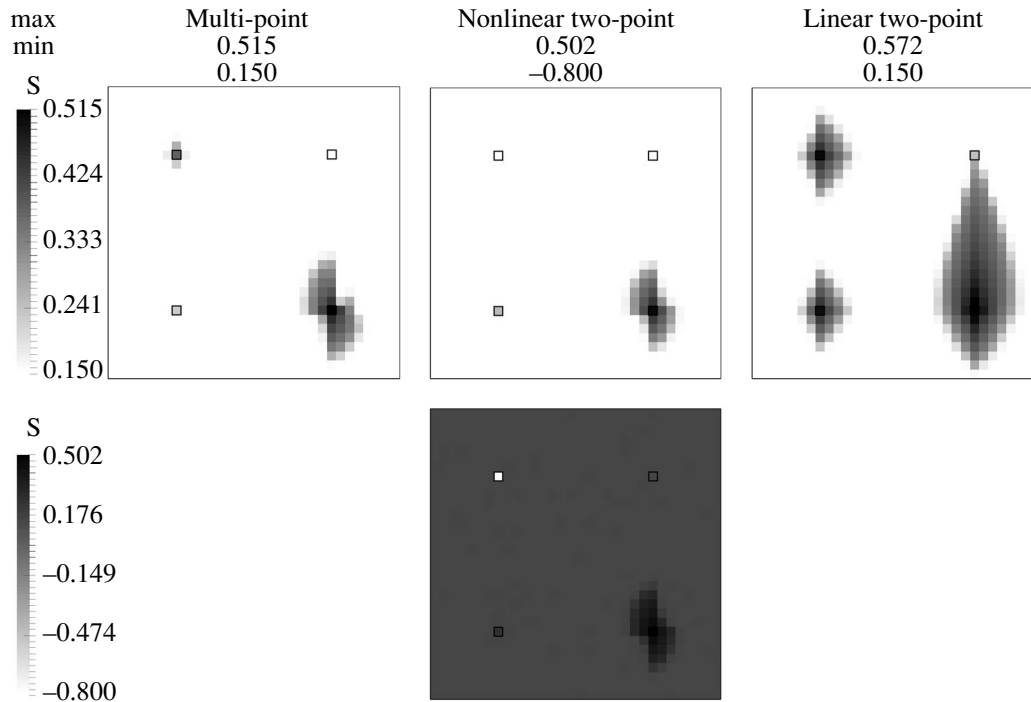 max
min
Multi-point
0.515
0.150
Nonlinear two-point
0.502
–0.800
Linear two-point
0.572
0.150
S
0.515
0.424
0.333
0.241
0.150
S
0.502
0.176
–0.149
–0.474
–0.800